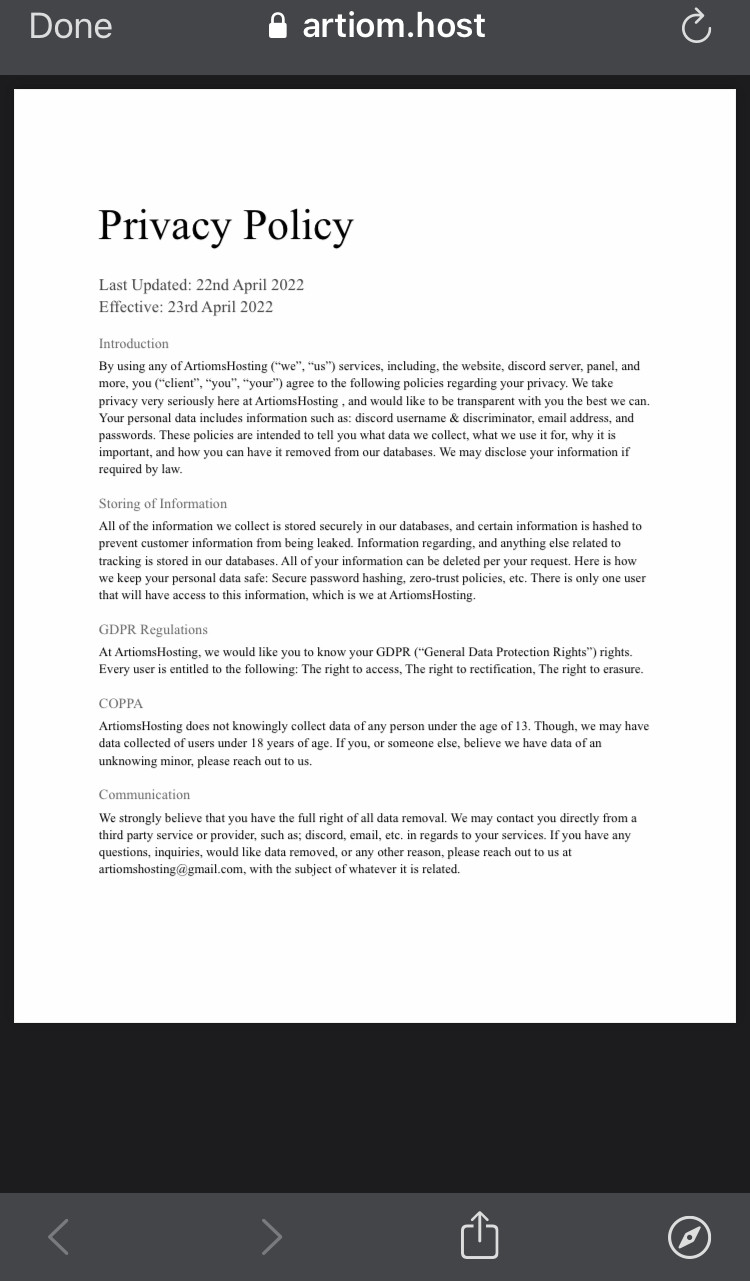 Done
artiom.host
Privacy Policy
Last Updated: 22nd April 2022
Effective: 23rd April 2022
Introduction
By using any of ArtiomsHosting (“we”, “us”) services, including, the website, discord server, panel, and
more, you (“client”, “you”, “your”) agree to the following policies regarding your privacy. We take
privacy very seriously here at ArtiomsHosting , and would like to be transparent with you the best we can.
Your personal data includes information such as: discord username & discriminator, email address, and
passwords. These policies are intended to tell you what data we collect, what we use it for, why it is
important, and how you can have it removed from our databases. We may disclose your information if
required by law.
Storing of Information
All of the information we collect is stored securely in our databases, and certain information is hashed to
prevent customer information from being leaked. Information regarding, and anything else related to
tracking is stored in our databases. All of your information can be deleted per your request. Here is how
we keep your personal data safe: Secure password hashing, zero-trust policies, etc. There is only one user
that will have access to this information, which is we at ArtiomsHosting.
GDPR Regulations
At ArtiomsHosting, we would like you to know your GDPR (“General Data Protection Rights”) rights.
Every user is entitled to the following: The right to access, The right to rectification, The right to erasure.
COPPA
ArtiomsHosting does not knowingly collect data of any person under the age of 13. Though, we may have
data collected of users under 18 years of age. If you, or someone else, believe we have data of an
unknowing minor, please reach out to us.
Communication
We strongly believe that you have the full right of all data removal. We may contact you directly from a
third party service or provider, such as; discord, email, etc. in regards to your services. If you have any
questions, inquiries, would like data removed, or any other reason, please reach out to us at
artiomshosting@gmail.com, with the subject of whatever it is related.